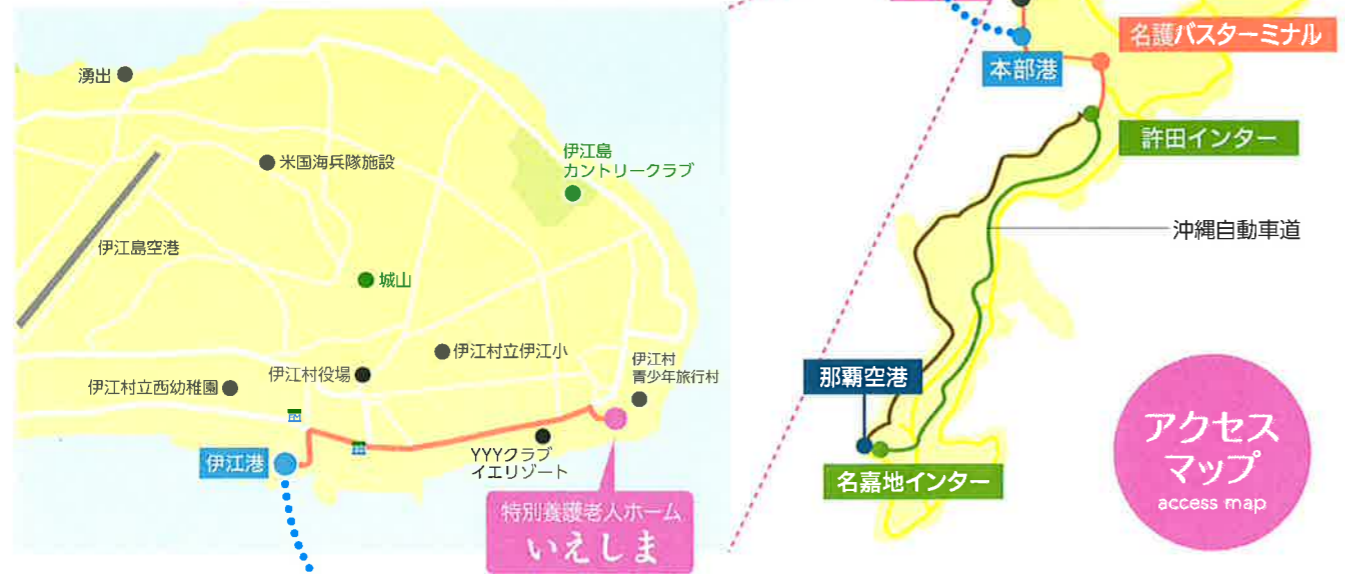 湧出
米国海兵隊施設
伊江島
カントリークラブ
伊江島空港
城山
伊江村立伊江小
伊江村
青少年旅行村
伊江村役場
伊江村立西幼稚園
伊江港
YYYクラブ
イエリゾート
特別養護老人ホーム
いえしま
名護バスターミナル
本部港
許田インター
沖縄自動車道
那覇空港
名嘉地インター
アクセス
マップ
access map